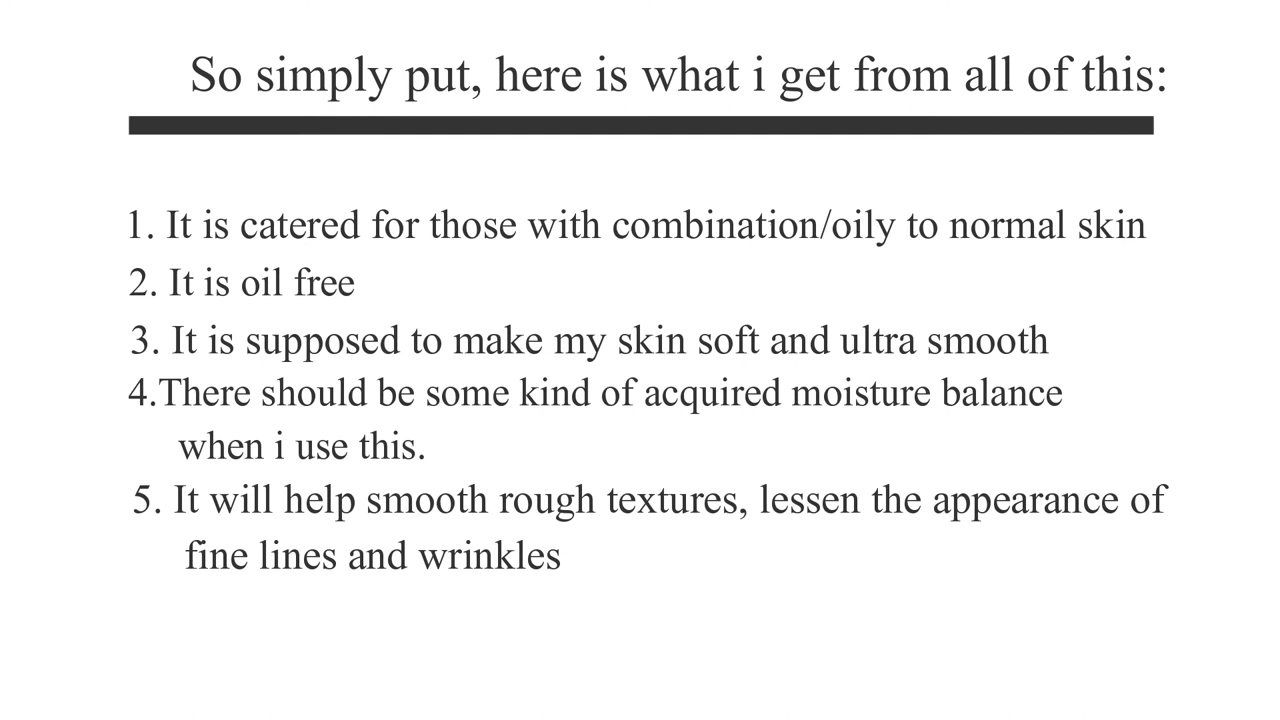 So simply put, here is what i get from all of this:
1. It is catered for those with combination/oily to normal skin
2. It is oil free
3. It is supposed to make my skin soft and ultra smooth
4.There should be some kind of acquired moisture balance
when i use this.
5. It will help smooth rough textures, lessen the appearance of
fine lines and wrinkles